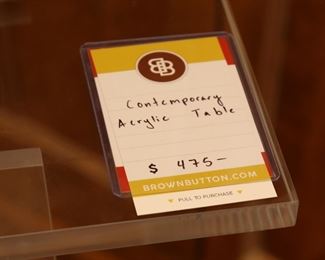 BB
Contemporary
Acrylic Table
$ 475-
BROWNBUTTON.COM
PULL TO PURCHASE